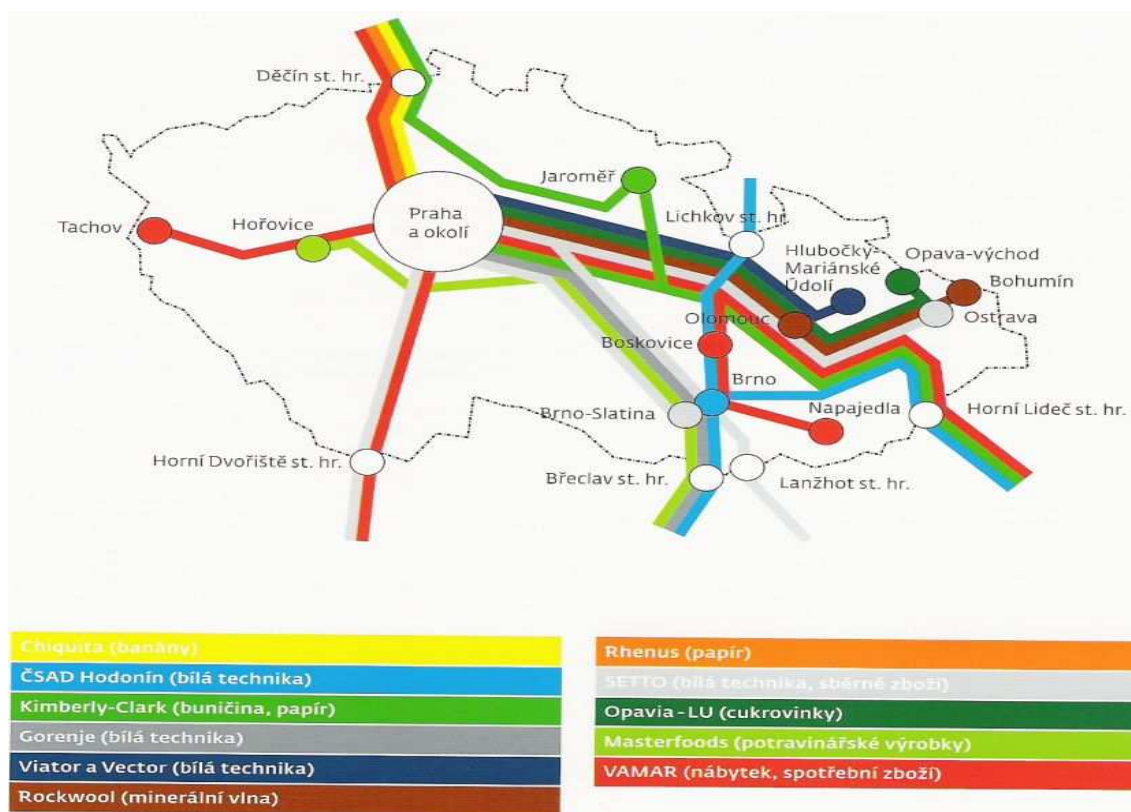 Děčín st. hr.
Jaroměř
Tachov
Hořovice
Praha
a okolí
Lichkov st. hr.
Hlubočky-
Mariánské
Údolí
Opava-východ
Bohumín
Olomouc
Ostrava
Boskovice
Brno
Brno-Slatina
Napajedla
Horní Lideč st. hr.
Horní Dvořiště st. hr.
Břeclav st. hr.
Lanžhot st. hr.
Chiquita (banány)
ČSAD Hodonín (bílá technika)
Kimberly-Clark (buničina, papír)
Gorenje (bílá technika)
Viator a Vector (bílá technika)
Rockwool (minerální vlna)
Rhenus (papír)
SETTO (bílá technika, sběrné zboží)
Opavia-LU (cukrovinky)
Masterfoods (potravinářské výrobky)
VAMAR (nábytek, spotřební zboží)